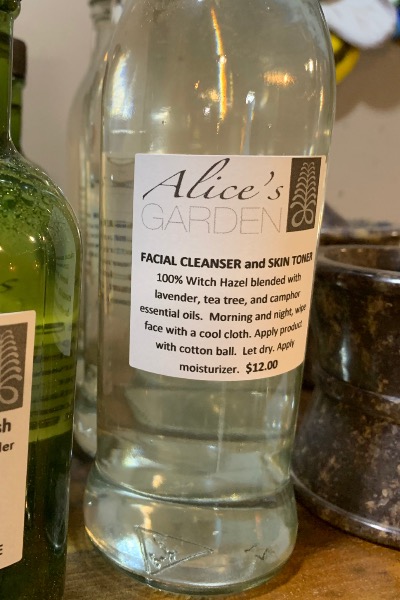 Alice's
GARDEN
FACIAL CLEANSER and SKIN TONER
100% Witch Hazel blended with
lavender, tea tree, and camphor
essential oils. Morning and night, wipe
face with a cool cloth. Apply product
with cotton ball. Let dry. Apply
moisturizer. $12.00
sh
ler
E